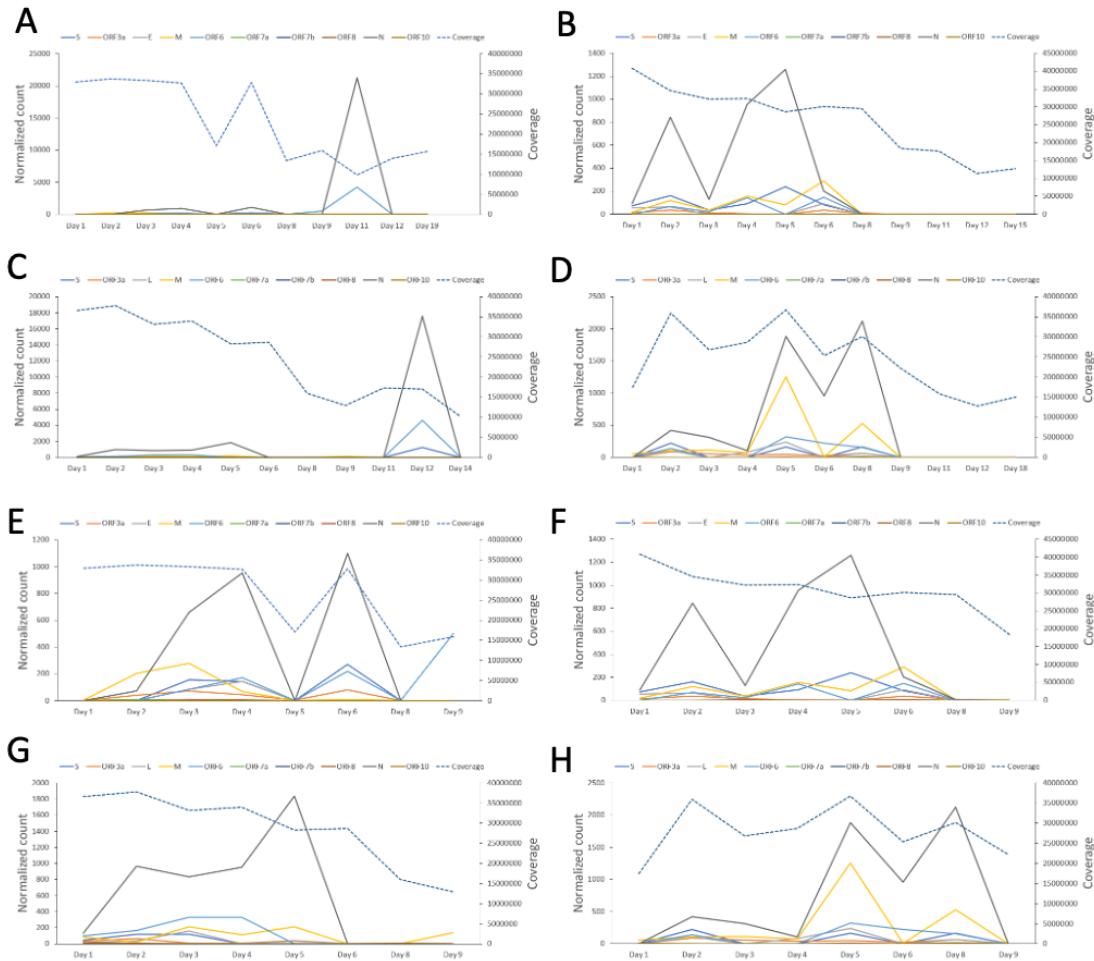 A
S ORF3a E M ORF6 ORF7a ORF7b ORF8 N ORF10 Coverage
25000 20000 15000 10000 5000 0
Normalized count
40000000 35000000 30000000 25000000 20000000 15000000 10000000 5000000 0
Coverage
Day 1 Day 2 Day 3 Day 4 Day 5 Day 6 Day 8 Day 9 Day 11 Day 12 Day 19
B
S ORF3a E M ORF6 ORF7a ORF7b ORF8 N ORF10 Coverage
1400 1200 1000 800 600 400 200 0
Normalized count
45000000 40000000 35000000 30000000 25000000 20000000 15000000 10000000 5000000 0
Coverage
Day 1 Day 2 Day 3 Day 4 Day 5 Day 6 Day 8 Day 9 Day 11 Day 12 Day 15
C
S ORF3a L M ORF6 ORF7a ORF7b ORF8 N ORF10 Coverage
20000 18000 16000 14000 12000 10000 8000 6000 4000 2000 0
Normalized count
40000000 35000000 30000000 25000000 20000000 15000000 10000000 5000000 0
Coverage
Day 1 Day 2 Day 3 Day 4 Day 5 Day 6 Day 8 Day 9 Day 11 Day 12 Day 14
D
S ORF3a L M ORF6 ORF7a ORF7b ORF8 N ORF10 Coverage
2500 2000 1500 1000 500 0
Normalized count
40000000 35000000 30000000 25000000 20000000 15000000 10000000 5000000 0
Coverage
Day 1 Day 2 Day 3 Day 4 Day 5 Day 6 Day 8 Day 9 Day 11 Day 12 Day 18
E
S ORF3a E M ORF6 ORF7a ORF7b ORF8 N ORF10 Coverage
1200 1000 800 600 400 200 0
Normalized count
40000000 35000000 30000000 25000000 20000000 15000000 10000000 5000000 0
Coverage
Day 1 Day 2 Day 3 Day 4 Day 5 Day 6 Day 8 Day 9
F
S ORF3a E M ORF6 ORF7a ORF7b ORF8 N ORF10 Coverage
1400 1200 1000 800 600 400 200 0
Normalized count
45000000 40000000 35000000 30000000 25000000 20000000 15000000 10000000 5000000 0
Coverage
Day 1 Day 2 Day 3 Day 4 Day 5 Day 6 Day 8 Day 9
G
S ORF3a L M ORF6 ORF7a ORF7b ORF8 N ORF10 Coverage
2000 1800 1600 1400 1200 1000 800 600 400 200 0
Normalized count
40000000 35000000 30000000 25000000 20000000 15000000 10000000 5000000 0
Coverage
Day 1 Day 2 Day 3 Day 4 Day 5 Day 6 Day 8 Day 9
H
S ORF3a L M ORF6 ORF7a ORF7b ORF8 N ORF10 Coverage
2500 2000 1500 1000 500 0
Normalized count
40000000 35000000 30000000 25000000 20000000 15000000 10000000 5000000 0
Coverage
Day 1 Day 2 Day 3 Day 4 Day 5 Day 6 Day 8 Day 9